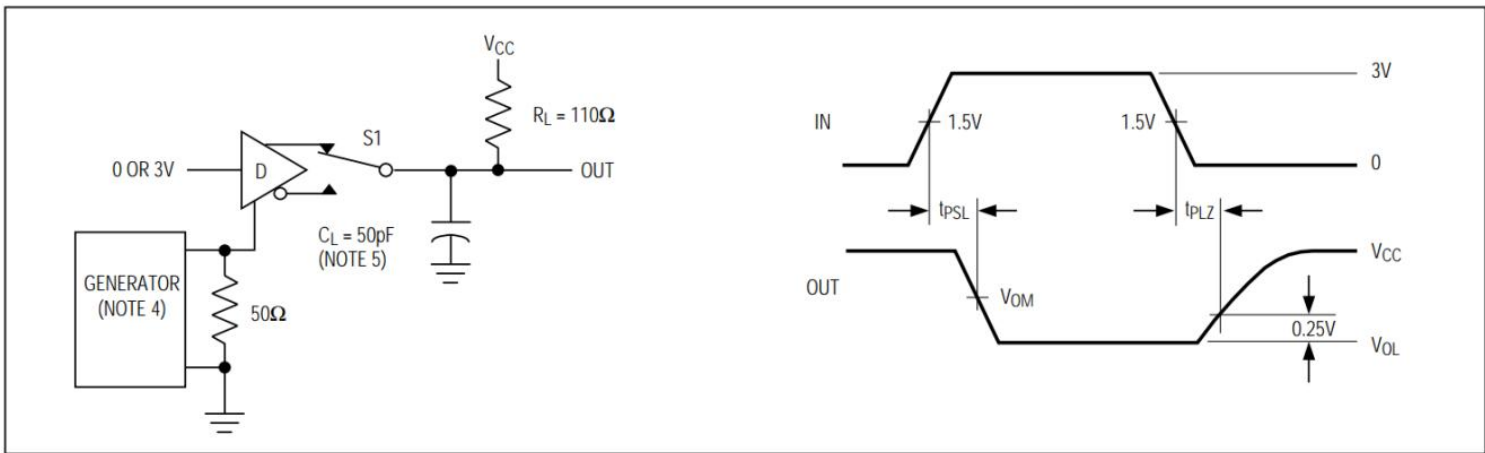 VCC
RL = 110Ω
S1
0 OR 3V
D
OUT
CL = 50pF
(NOTE 5)
GENERATOR
(NOTE 4)
50Ω
3V
IN
1.5V
1.5V
0
tPSL
tPLZ
VCC
OUT
VOM
0.25V
VOL